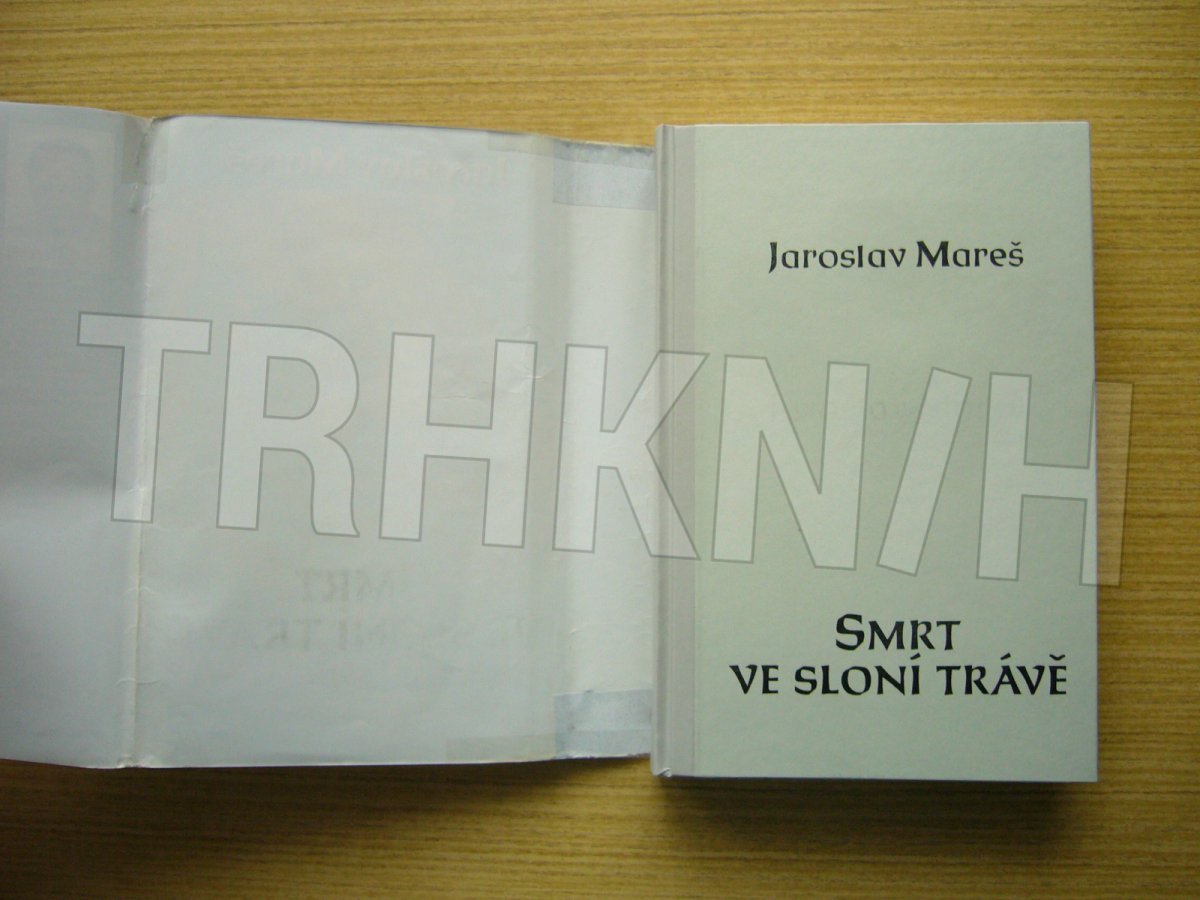 Jaroslav Mareš
TRHKNIH
SMRT
VE SLONÍ TRÁVĚ